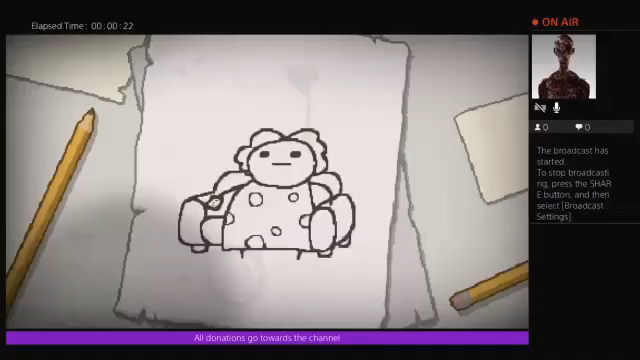 Elapsed Time: 00:00:22
ON AIR
0
0
The broadcast has
started.
To stop broadcasti
ng, press the SHAR
E button, and then
select [Broadcast
Settings].
All donations go towards the channel